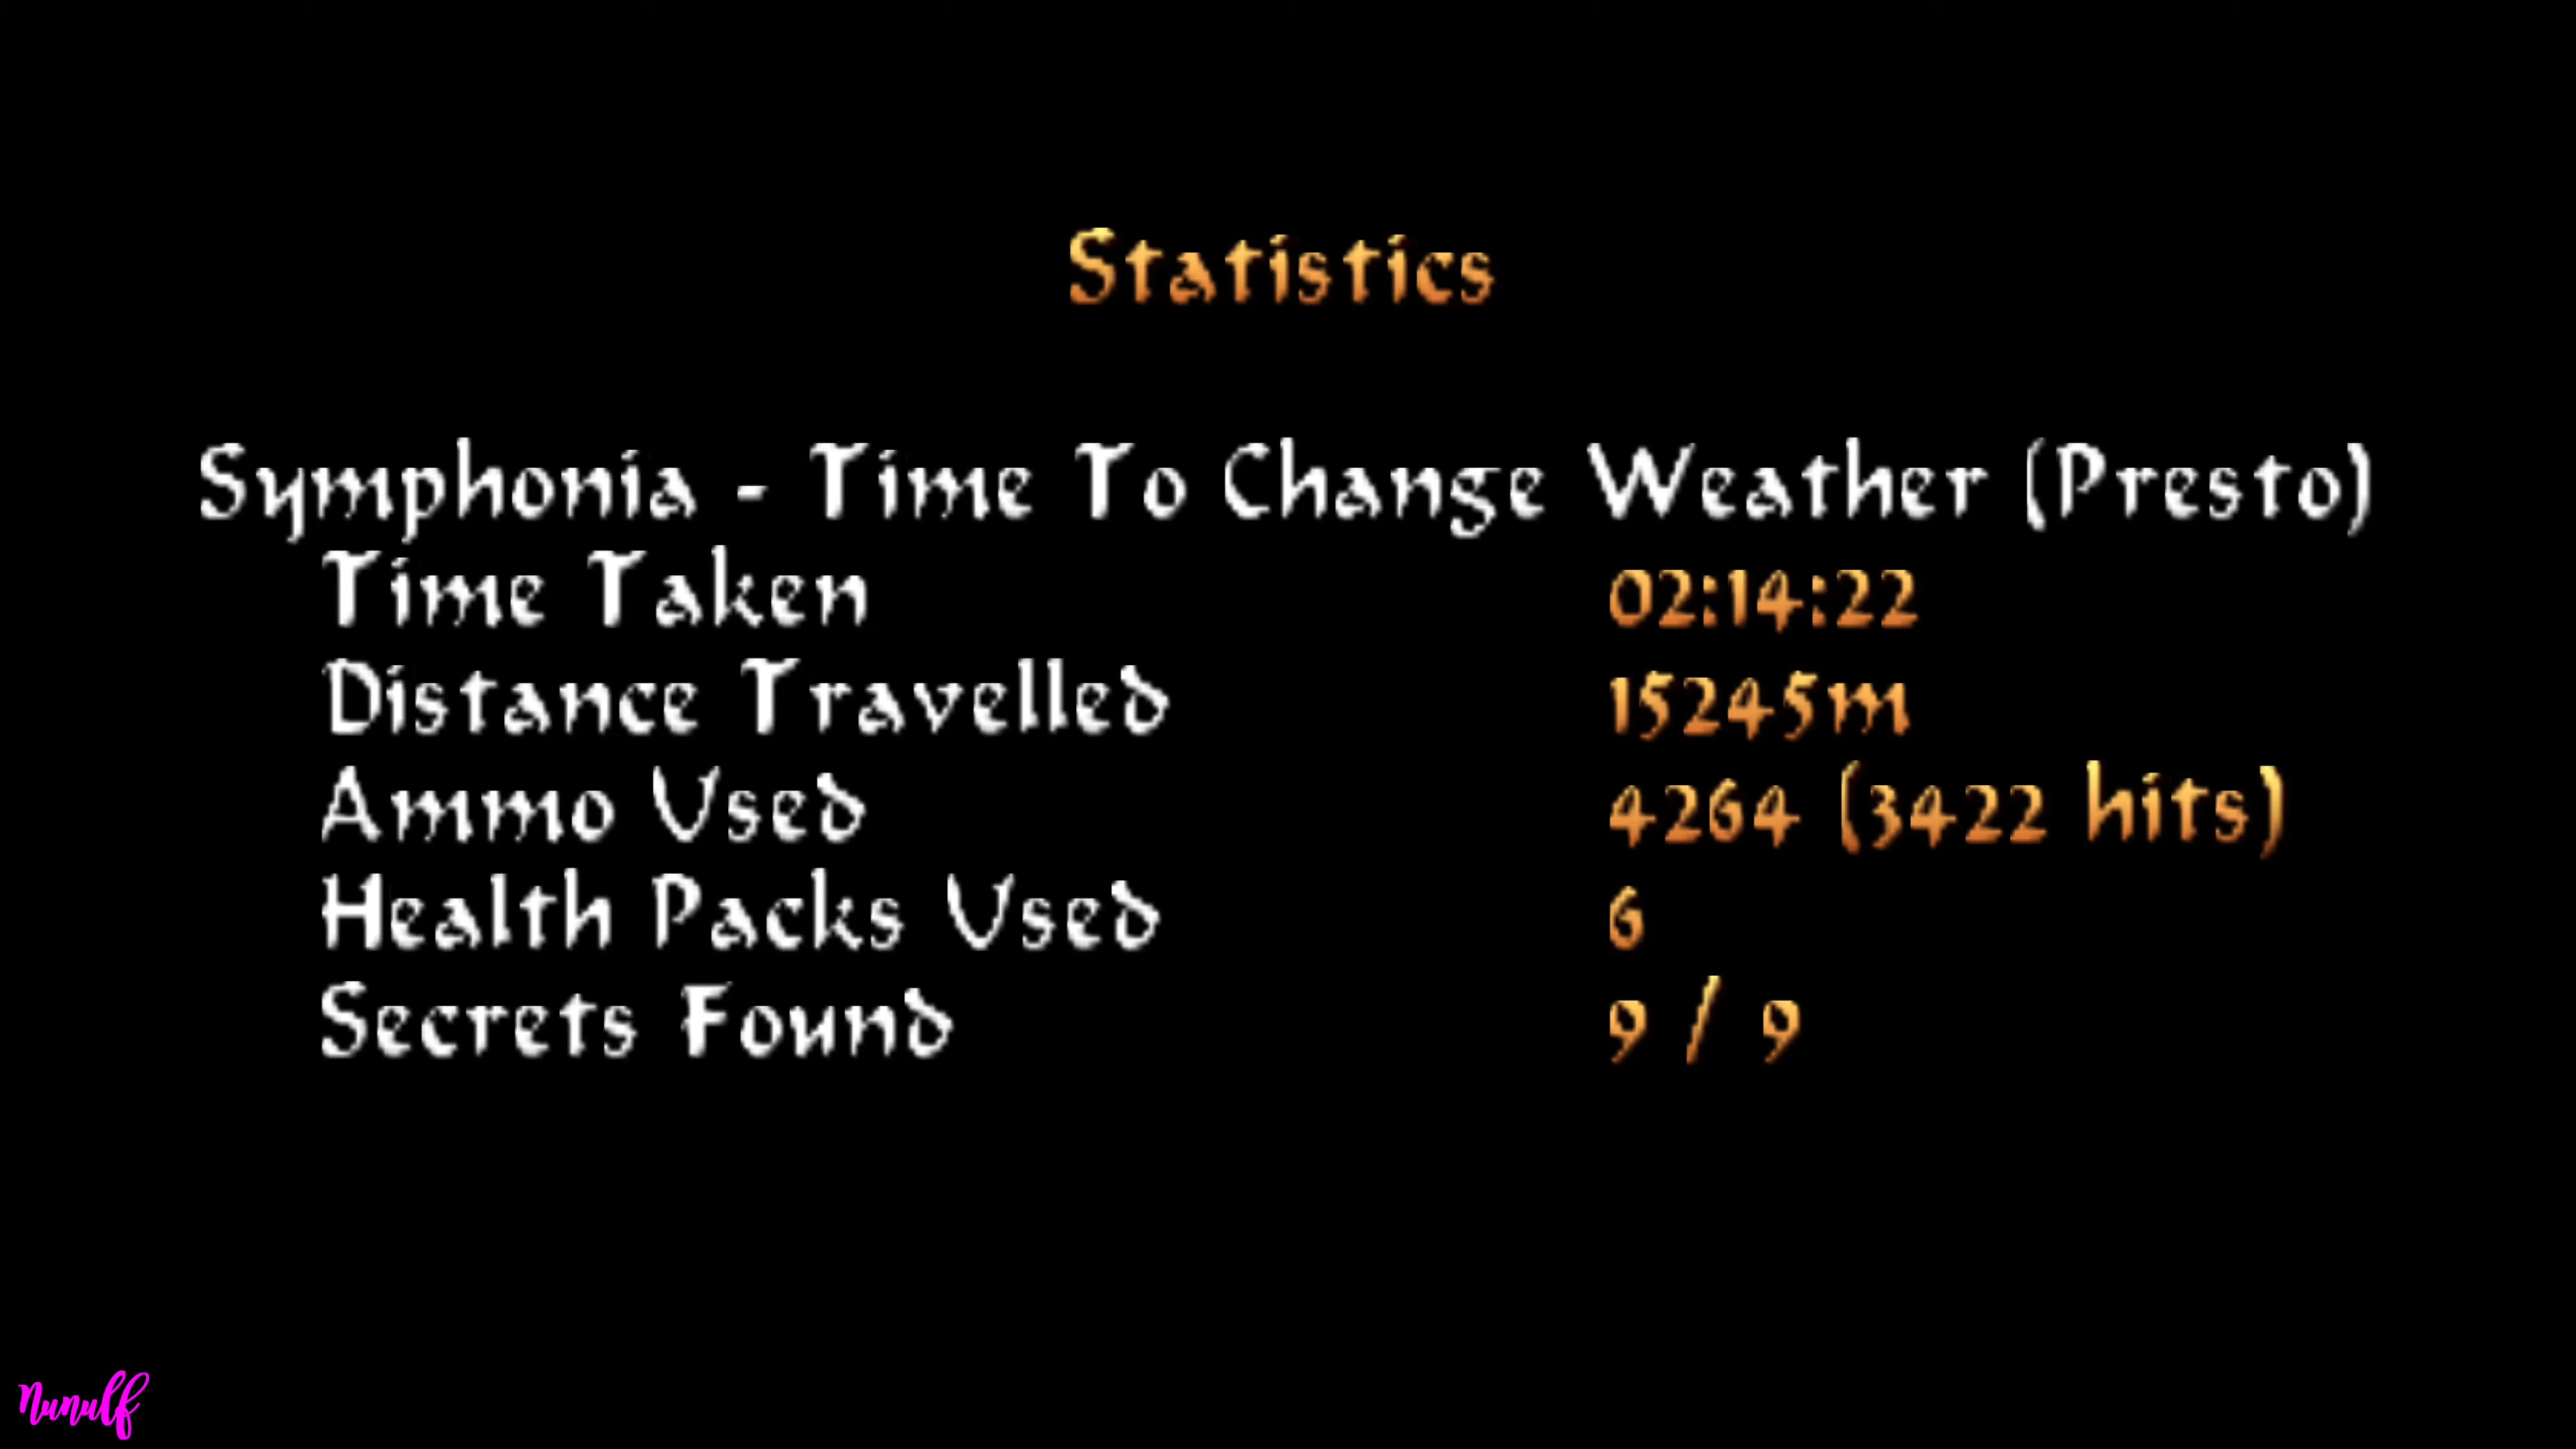 Statistics
Symphonia - Time To Change Weather (Presto)
Time Taken 02:14:22
Distance Travelled 15245m
Ammo Used 4264 (3422 hits)
Health Packs Used 6
Secrets Found 9 / 9
Nunulf